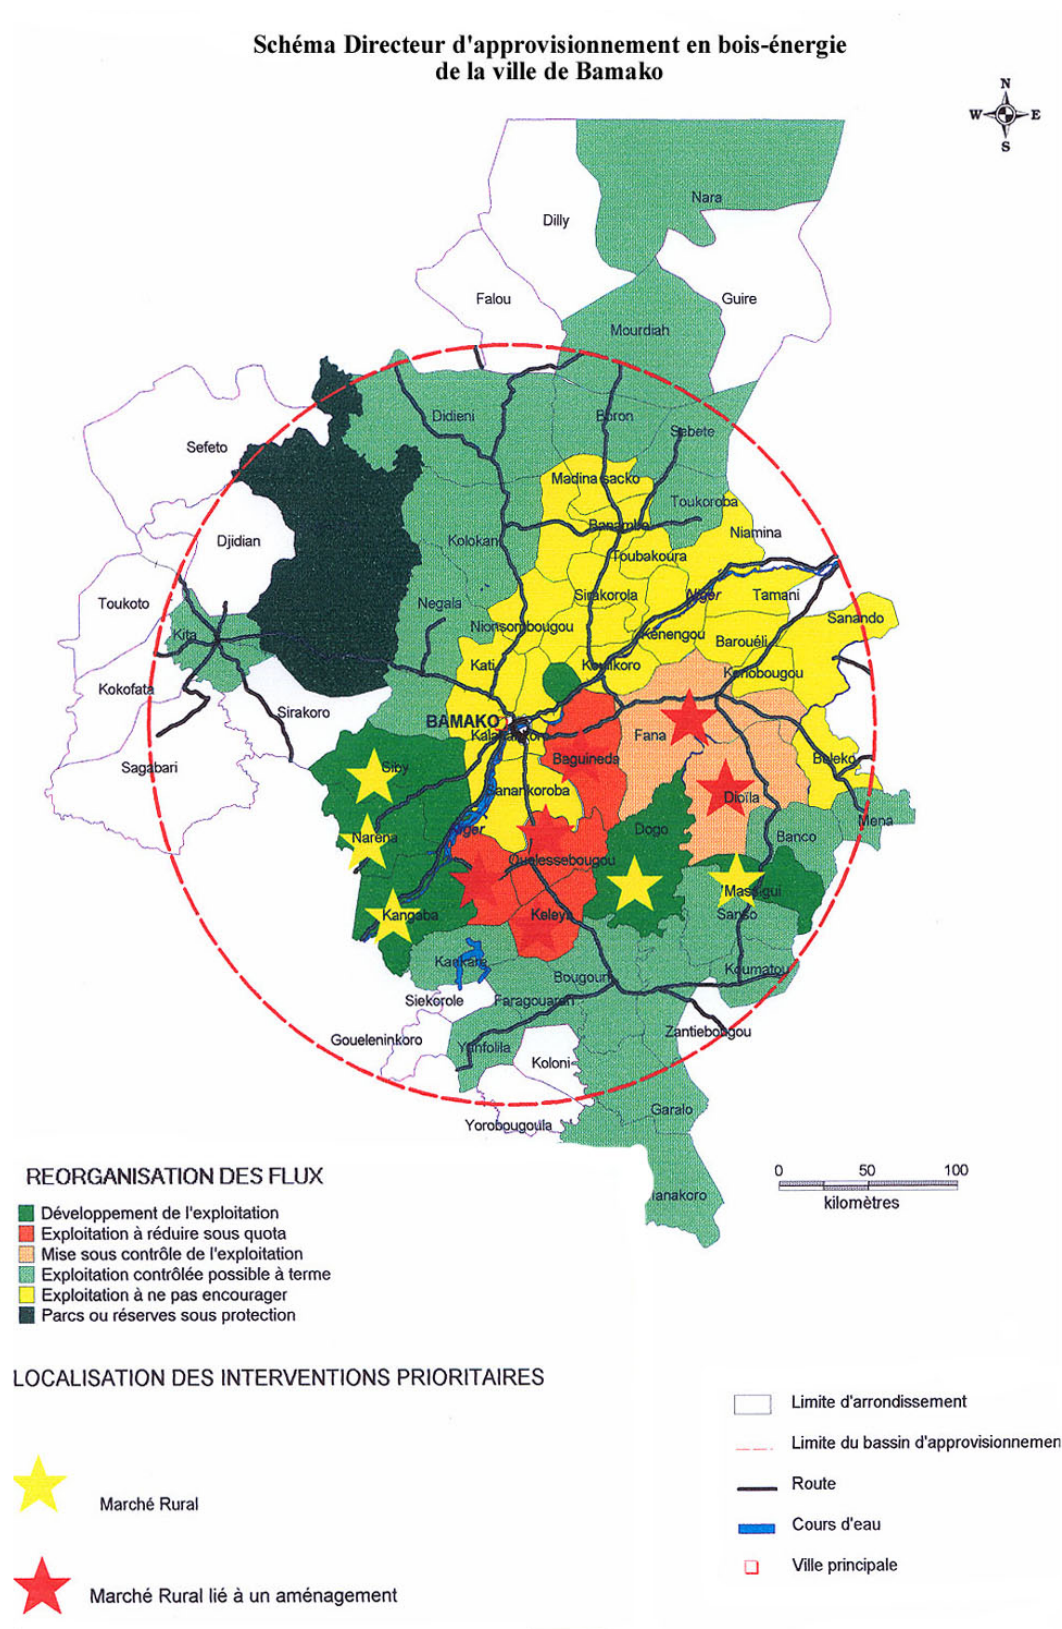 Schéma Directeur d'approvisionnement en bois-énergie
de la ville de Bamako
N
W E
S
Nara
Dilly
Falou
Guire
Mourdiah
Didieni
Boron
Sebete
Sefeto
Madina sacko
Toukoroba
Banamba
Niamina
Djidian
Kolokani
Toubakoura
Toukoto
Negala
Sirakorola
Niger
Tamani
Sanando
Kita
Nionsombougou
Kenengou
Barouéli
Kati
Koulikoro
Konobougou
Kokofata
Sirakoro
BAMAKO
Kalabankoro
Fana
Sagabari
Siby
Baguineda
Beleko
Sanankoroba
Dioïla
Narena
Niger
Dogo
Banco
Mena
Ouelessebougou
Massigui
Kangaba
Keleya
Sanso
Kankare
Bougouni
Koumatou
Siekorole
Faragouaran
Goueleninkoro
Zantiebougou
Yanfolila
Koloni
Garalo
Yorobougoula
ianakoro
0 50 100
kilomètres
REORGANISATION DES FLUX
Développement de l'exploitation
Exploitation à réduire sous quota
Mise sous contrôle de l'exploitation
Exploitation contrôlée possible à terme
Exploitation à ne pas encourager
Parcs ou réserves sous protection
LOCALISATION DES INTERVENTIONS PRIORITAIRES
Marché Rural
Marché Rural lié à un aménagement
Limite d'arrondissement
Limite du bassin d'approvisionnemen
Route
Cours d'eau
Ville principale